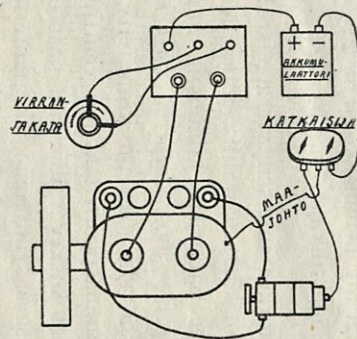 + -
AKKUMU-
LAATTORI
VIRRAN-
JAKAJA
KATKAISIJA
MAA-
JOHTO